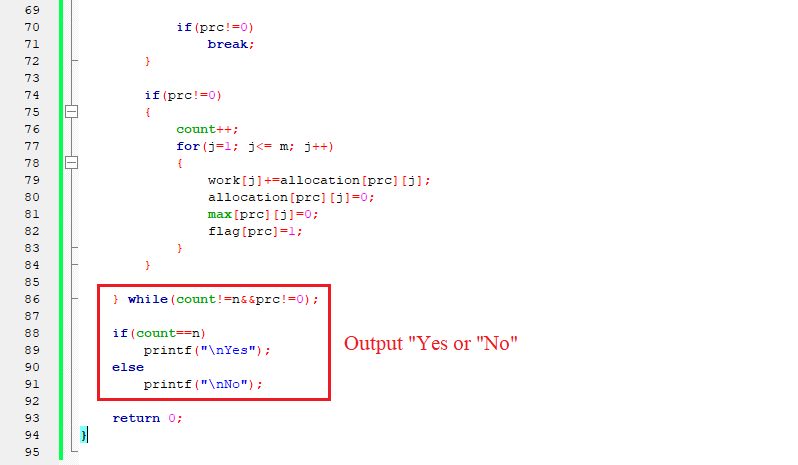 69
70 if(prc!=0)
71 break;
72 }
73
74 if(prc!=0)
75 {
76 count++;
77 for(j=1; j<= m; j++)
78 {
79 work[j]+=allocation[prc][j];
80 allocation[prc][j]=0;
81 max[prc][j]=0;
82 flag[prc]=1;
83 }
84 }
85
86 } while(count!=n&&prc!=0);
87
88 if(count==n)
89 printf("\nYes");
90 else
91 printf("\nNo");
92
93 return 0;
94 }
95
Output "Yes or "No"